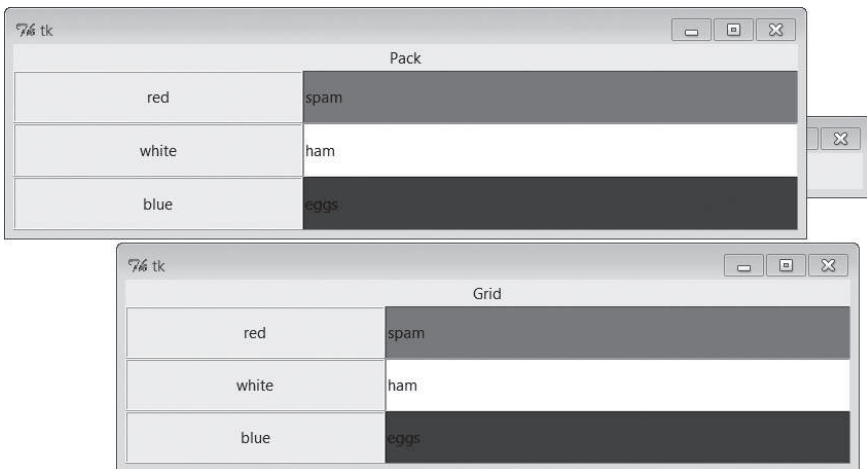 tk
Pack
red spam
white ham
blue eggs
tk
Grid
red spam
white ham
blue eggs